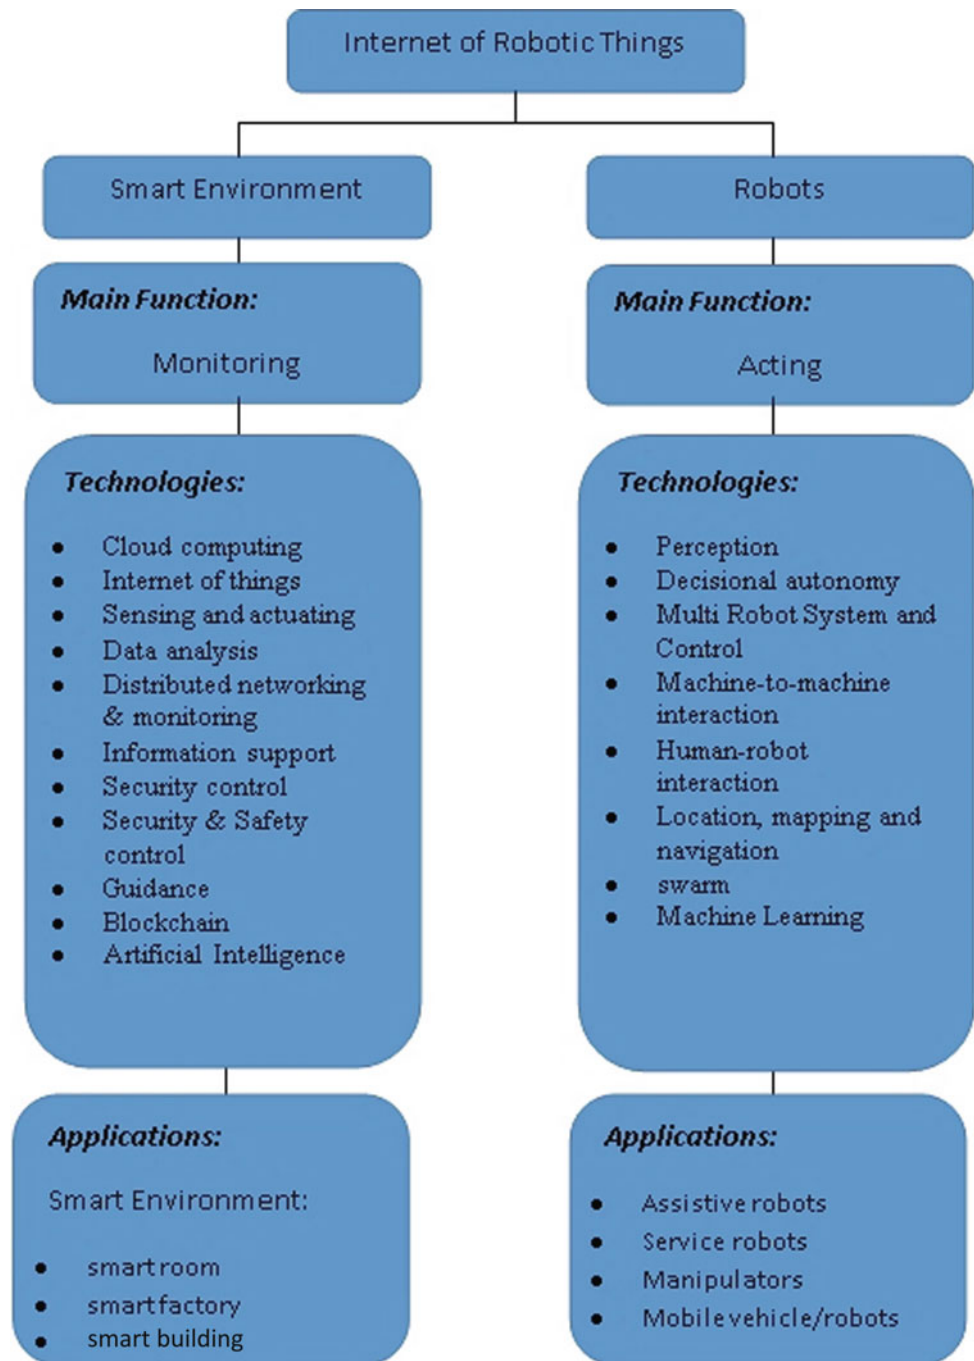 Internet of Robotic Things
Smart Environment
Main Function:
Monitoring
Technologies:
● Cloud computing
● Internet of things
● Sensing and actuating
● Data analysis
● Distributed networking
& monitoring
● Information support
● Security control
● Security & Safety
control
● Guidance
● Blockchain
● Artificial Intelligence
Applications:
Smart Environment:
● smart room
● smart factory
● smart building
Robots
Main Function:
Acting
Technologies:
● Perception
● Decisional autonomy
● Multi Robot System and
Control
● Machine-to-machine
interaction
● Human-robot
interaction
● Location, mapping and
navigation
● swarm
● Machine Learning
Applications:
● Assistive robots
● Service robots
● Manipulators
● Mobile vehicle/robots